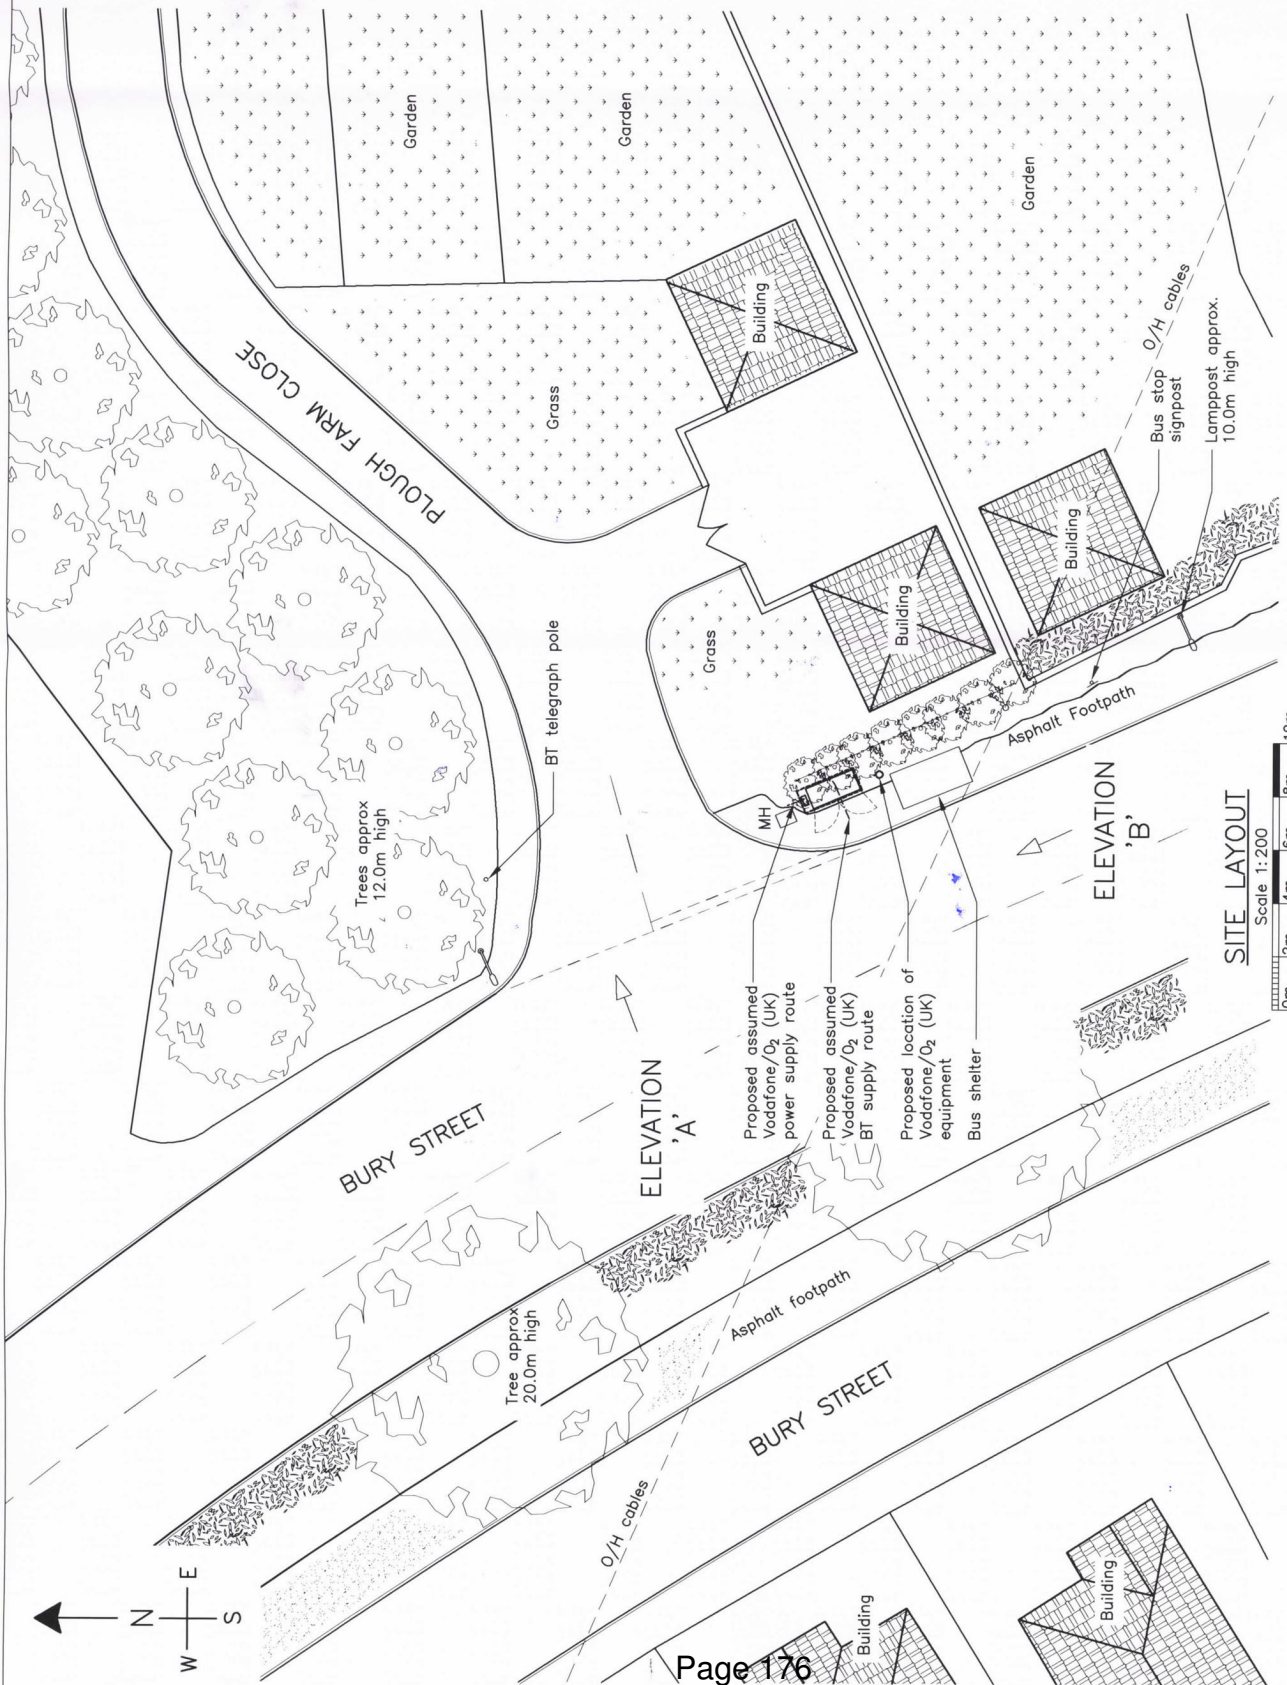 Garden
Garden
Garden
PLOUGH FARM CLOSE
Grass
Building
O/H cables
Bus stop
signpost
Lamppost approx.
10.0m high
Building
Building
Grass
BT telegraph pole
Asphalt Footpath
MH
Trees approx
12.0m high
ELEVATION
'B'
SITE LAYOUT
Scale 1:200
Proposed assumed
Vodafone/O₂ (UK)
power supply route
Proposed assumed
Vodafone/O₂ (UK)
BT supply route
Proposed location of
Vodafone/O₂ (UK)
equipment
Bus shelter
ELEVATION
'A'
BURY STREET
Tree approx
20.0m high
Asphalt footpath
BURY STREET
O/H cables
N
W E
S
Building
Building
Page 176